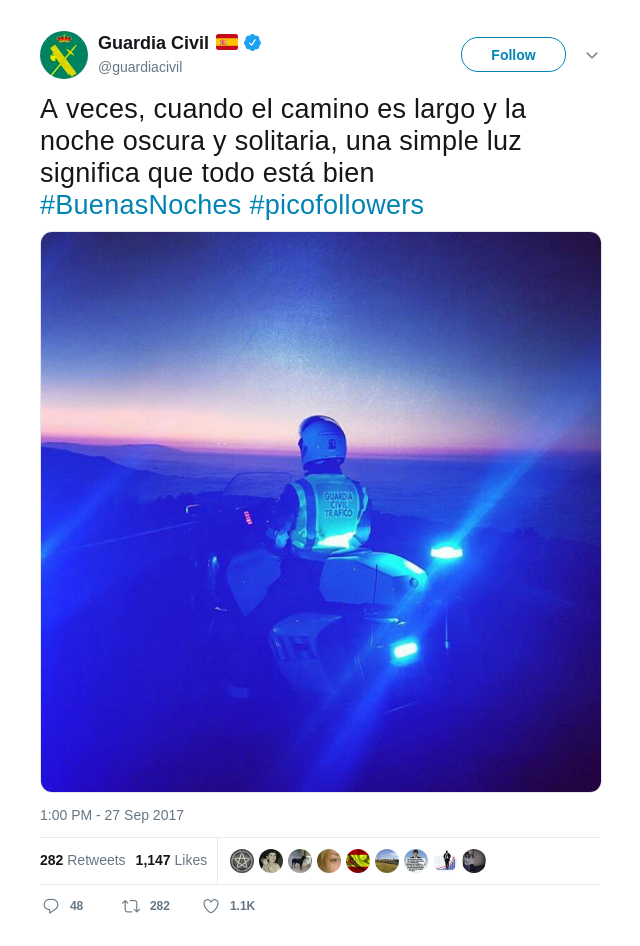 Guardia Civil
@guardiacivil
Follow
A veces, cuando el camino es largo y la
noche oscura y solitaria, una simple luz
significa que todo está bien
#BuenasNoches #picofollowers
GUARDIA
CIVIL
TRAFICO
1:00 PM - 27 Sep 2017
282 Retweets 1,147 Likes
48 282 1.1K